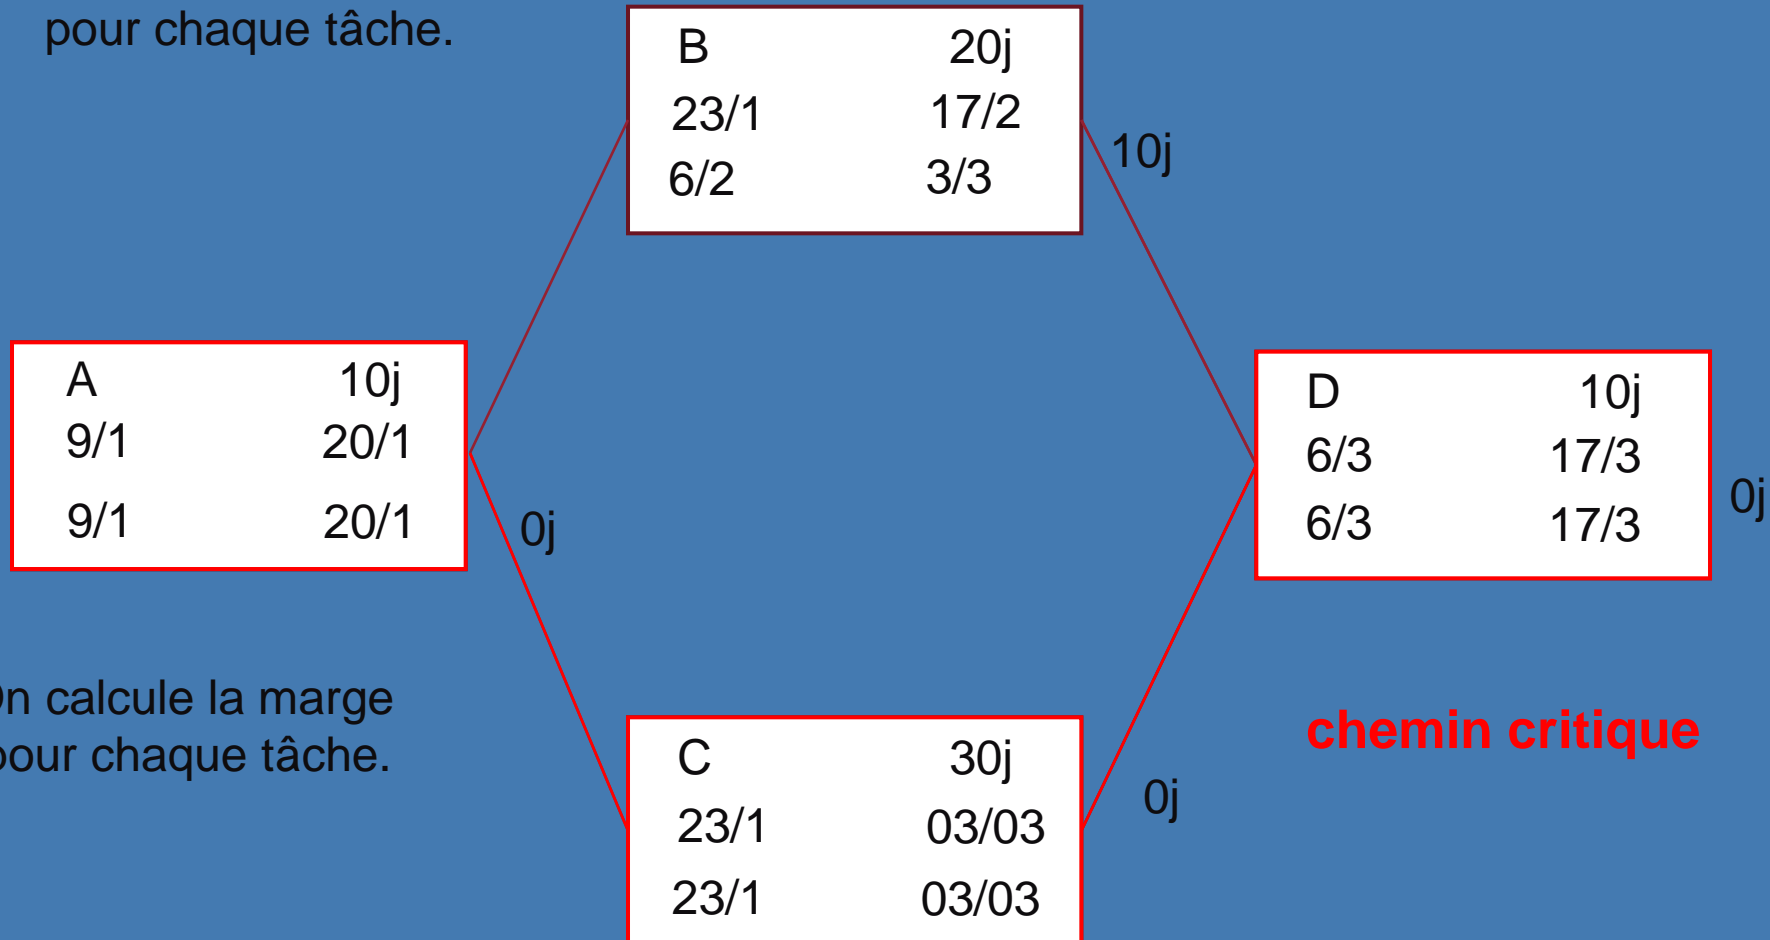 pour chaque tâche.
B 20j
23/1 17/2
6/2 3/3
10j
A 10j
9/1 20/1
9/1 20/1
0j
D 10j
6/3 17/3
6/3 17/3
0j
On calcule la marge
pour chaque tâche.
C 30j
23/1 03/03
23/1 03/03
0j
chemin critique